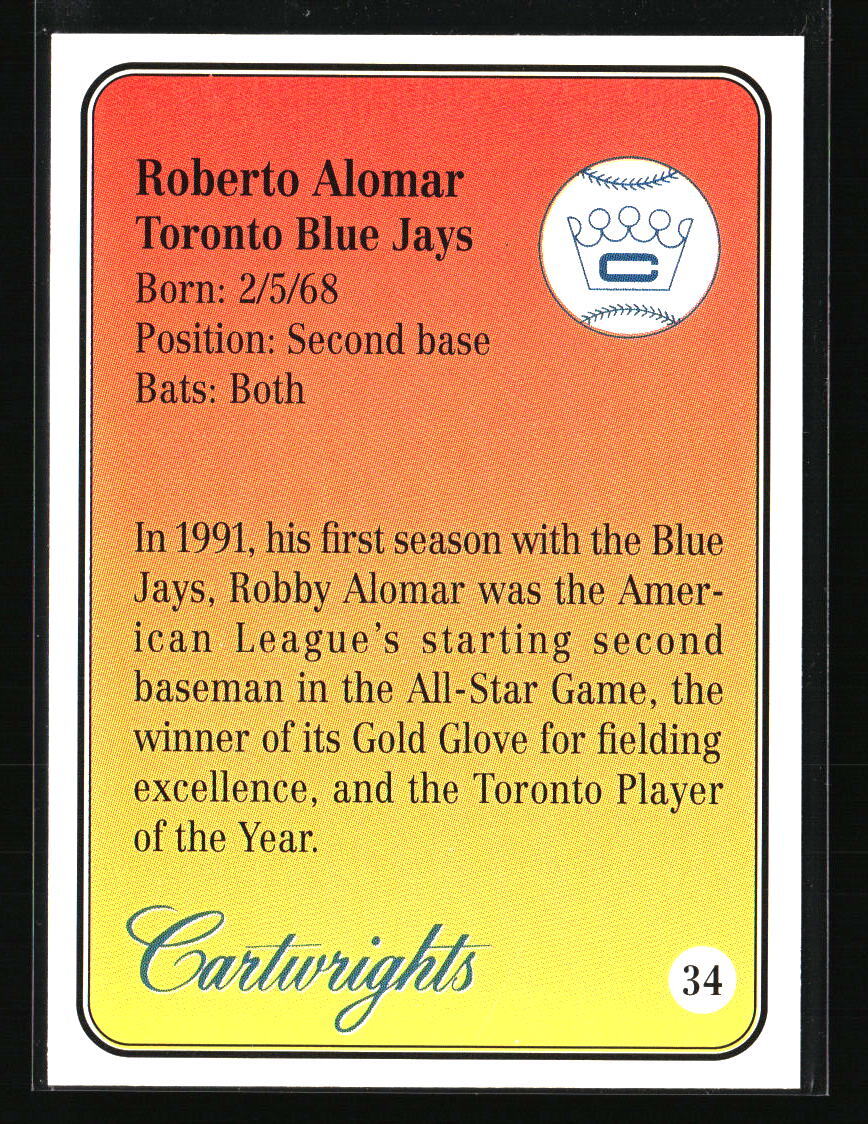 Roberto Alomar
Toronto Blue Jays
Born: 2/5/68
Position: Second base
Bats: Both
C
In 1991, his first season with the Blue
Jays, Robby Alomar was the Amer-
ican League's starting second
baseman in the All-Star Game, the
winner of its Gold Glove for fielding
excellence, and the Toronto Player
of the Year.
Cartwrights
34